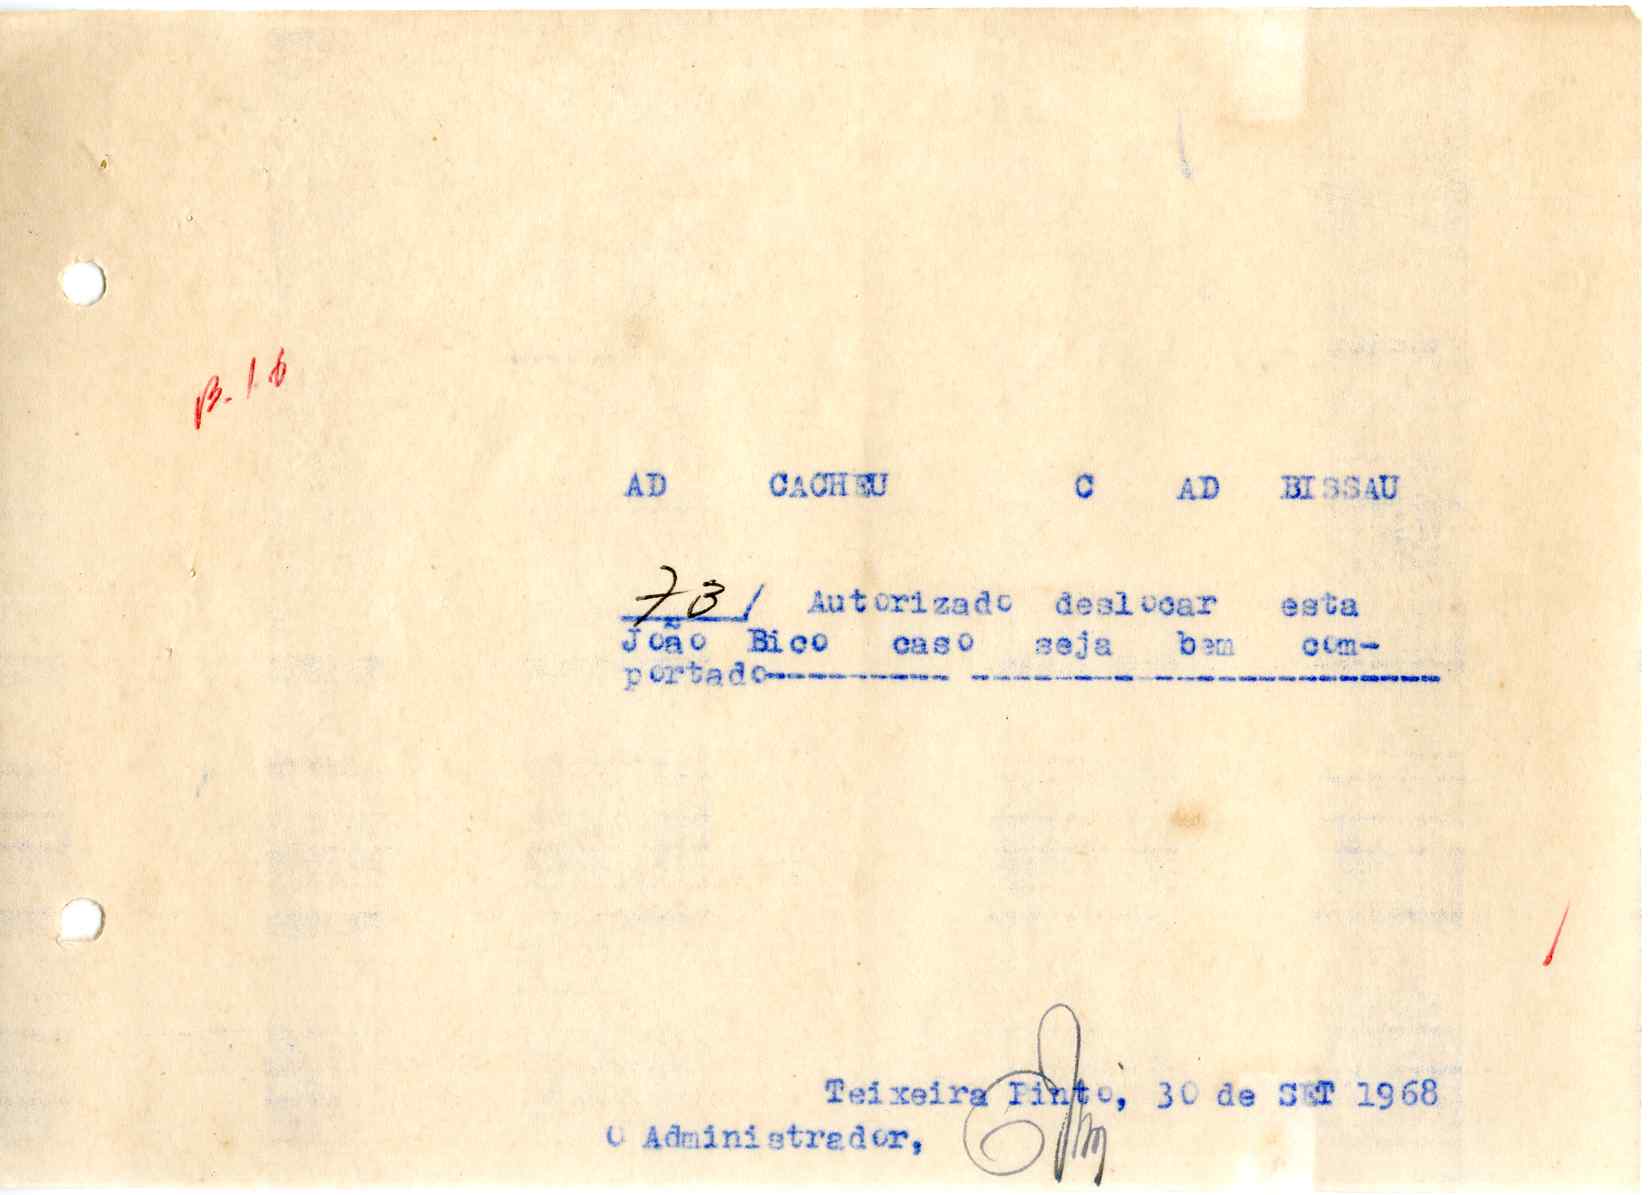 B-16
AD CACHEU C AD BISSAU
73/ Autorizado deslocar esta
João Bico caso seja bem com-
portado-----------------------------------
Teixeira Pinto, 30 de SET 1968
O Administrador,